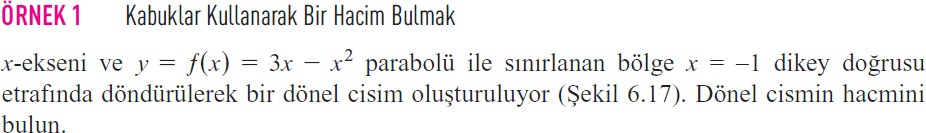 ÖRNEK 1 Kabuklar Kullanarak Bir Hacim Bulmak
x-ekseni ve y = f(x) = 3x − x² parabolü ile sınırlanan bölge x = −1 dikey doğrusu
etrafında döndürülerek bir dönel cisim oluşturuluyor (Şekil 6.17). Dönel cismin hacmini
bulun.